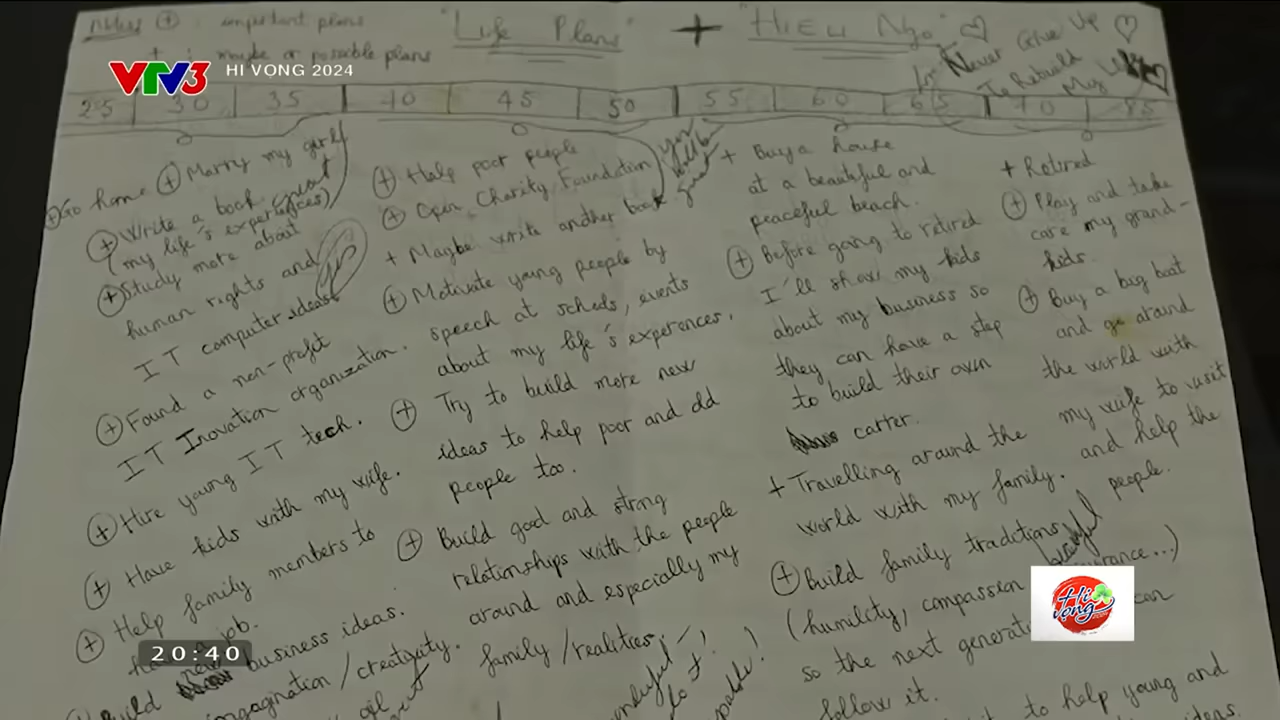 notes ⊕ important plans
+ maybe or possible plans
"Life Plans" + "HIEU Ngo" ♡
Never Give Up ♡
To Rebuild
My
VTV3
HI VỌNG 2024
25 30 35 40 45 50 55 60 65 70 85
⊕ Go home
⊕ Marry my girl
⊕ Write a book (great
(my life's experiences)
⊕ Study more about
human rights and
IT computer ideas
⊕ Found a non-profit
IT Inovation organization.
⊕ Hire young IT tech.
⊕ Have kids with my wife.
⊕ Help family members to
job.
Build new business ideas.
/creativity.
⊕ Help poor people
⊕ Open Charity Foundation
+ Maybe write another book
⊕ Motivate young people by
speech at schools, events
about my life's experences.
⊕ Try to build more new
ideas to help poor and old
people too.
⊕ Build good and strong
relationships with the people
around and especially my
family/realities
+ Buy a house
at a beautiful and
peaceful beach.
⊕ Before going to retired
I'll show my kids
about my business so
they can have a step
to build their own
carrer.
+ Travelling around the
world with my family.
⊕ Build family traditions
(humility, compassion
so the next can
follow it.
to help young and
+ Retired
⊕ Play and take
care my grand-
kids.
⊕ Buy a big boat
and go around
the world with
my wife to visit
and help the
people.
Hi vọng
20:40